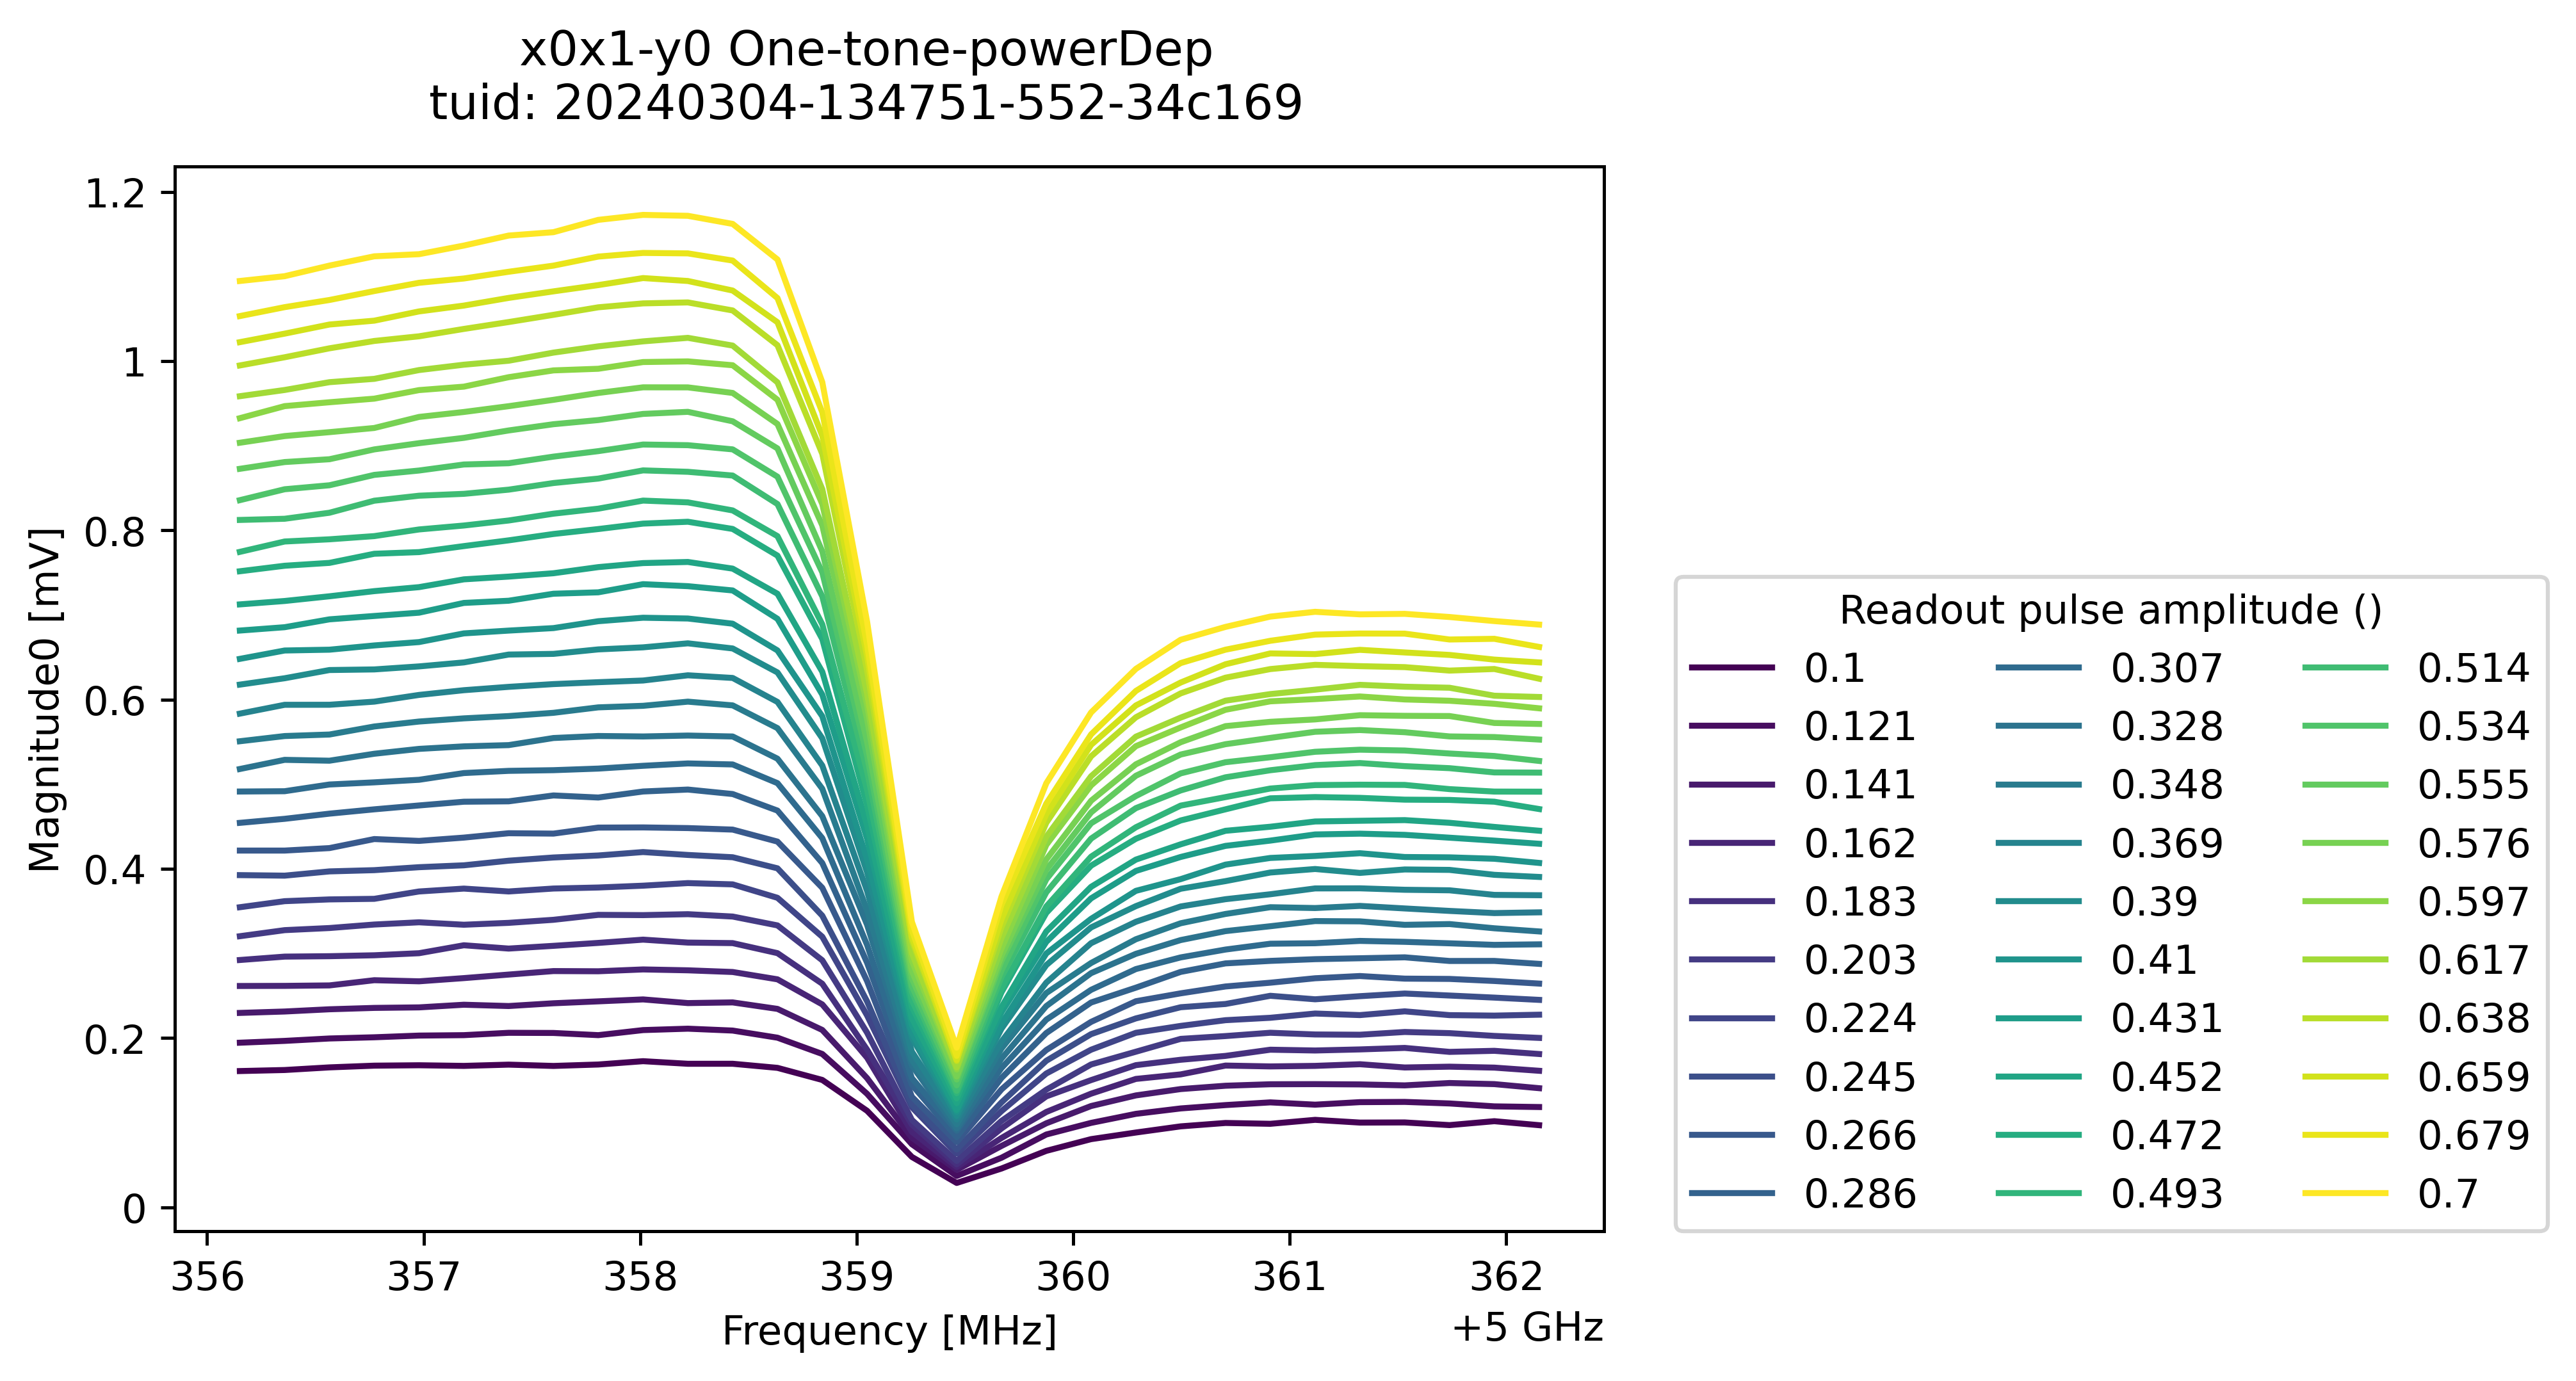 x0x1-y0 One-tone-powerDep
tuid: 20240304-134751-552-34c169
Magnitude0 [mV]
1.2
1
0.8
0.6
0.4
0.2
0
356 357 358 359 360 361 362
Frequency [MHz]
+5 GHz
Readout pulse amplitude ()
0.1 0.307 0.514
0.121 0.328 0.534
0.141 0.348 0.555
0.162 0.369 0.576
0.183 0.39 0.597
0.203 0.41 0.617
0.224 0.431 0.638
0.245 0.452 0.659
0.266 0.472 0.679
0.286 0.493 0.7